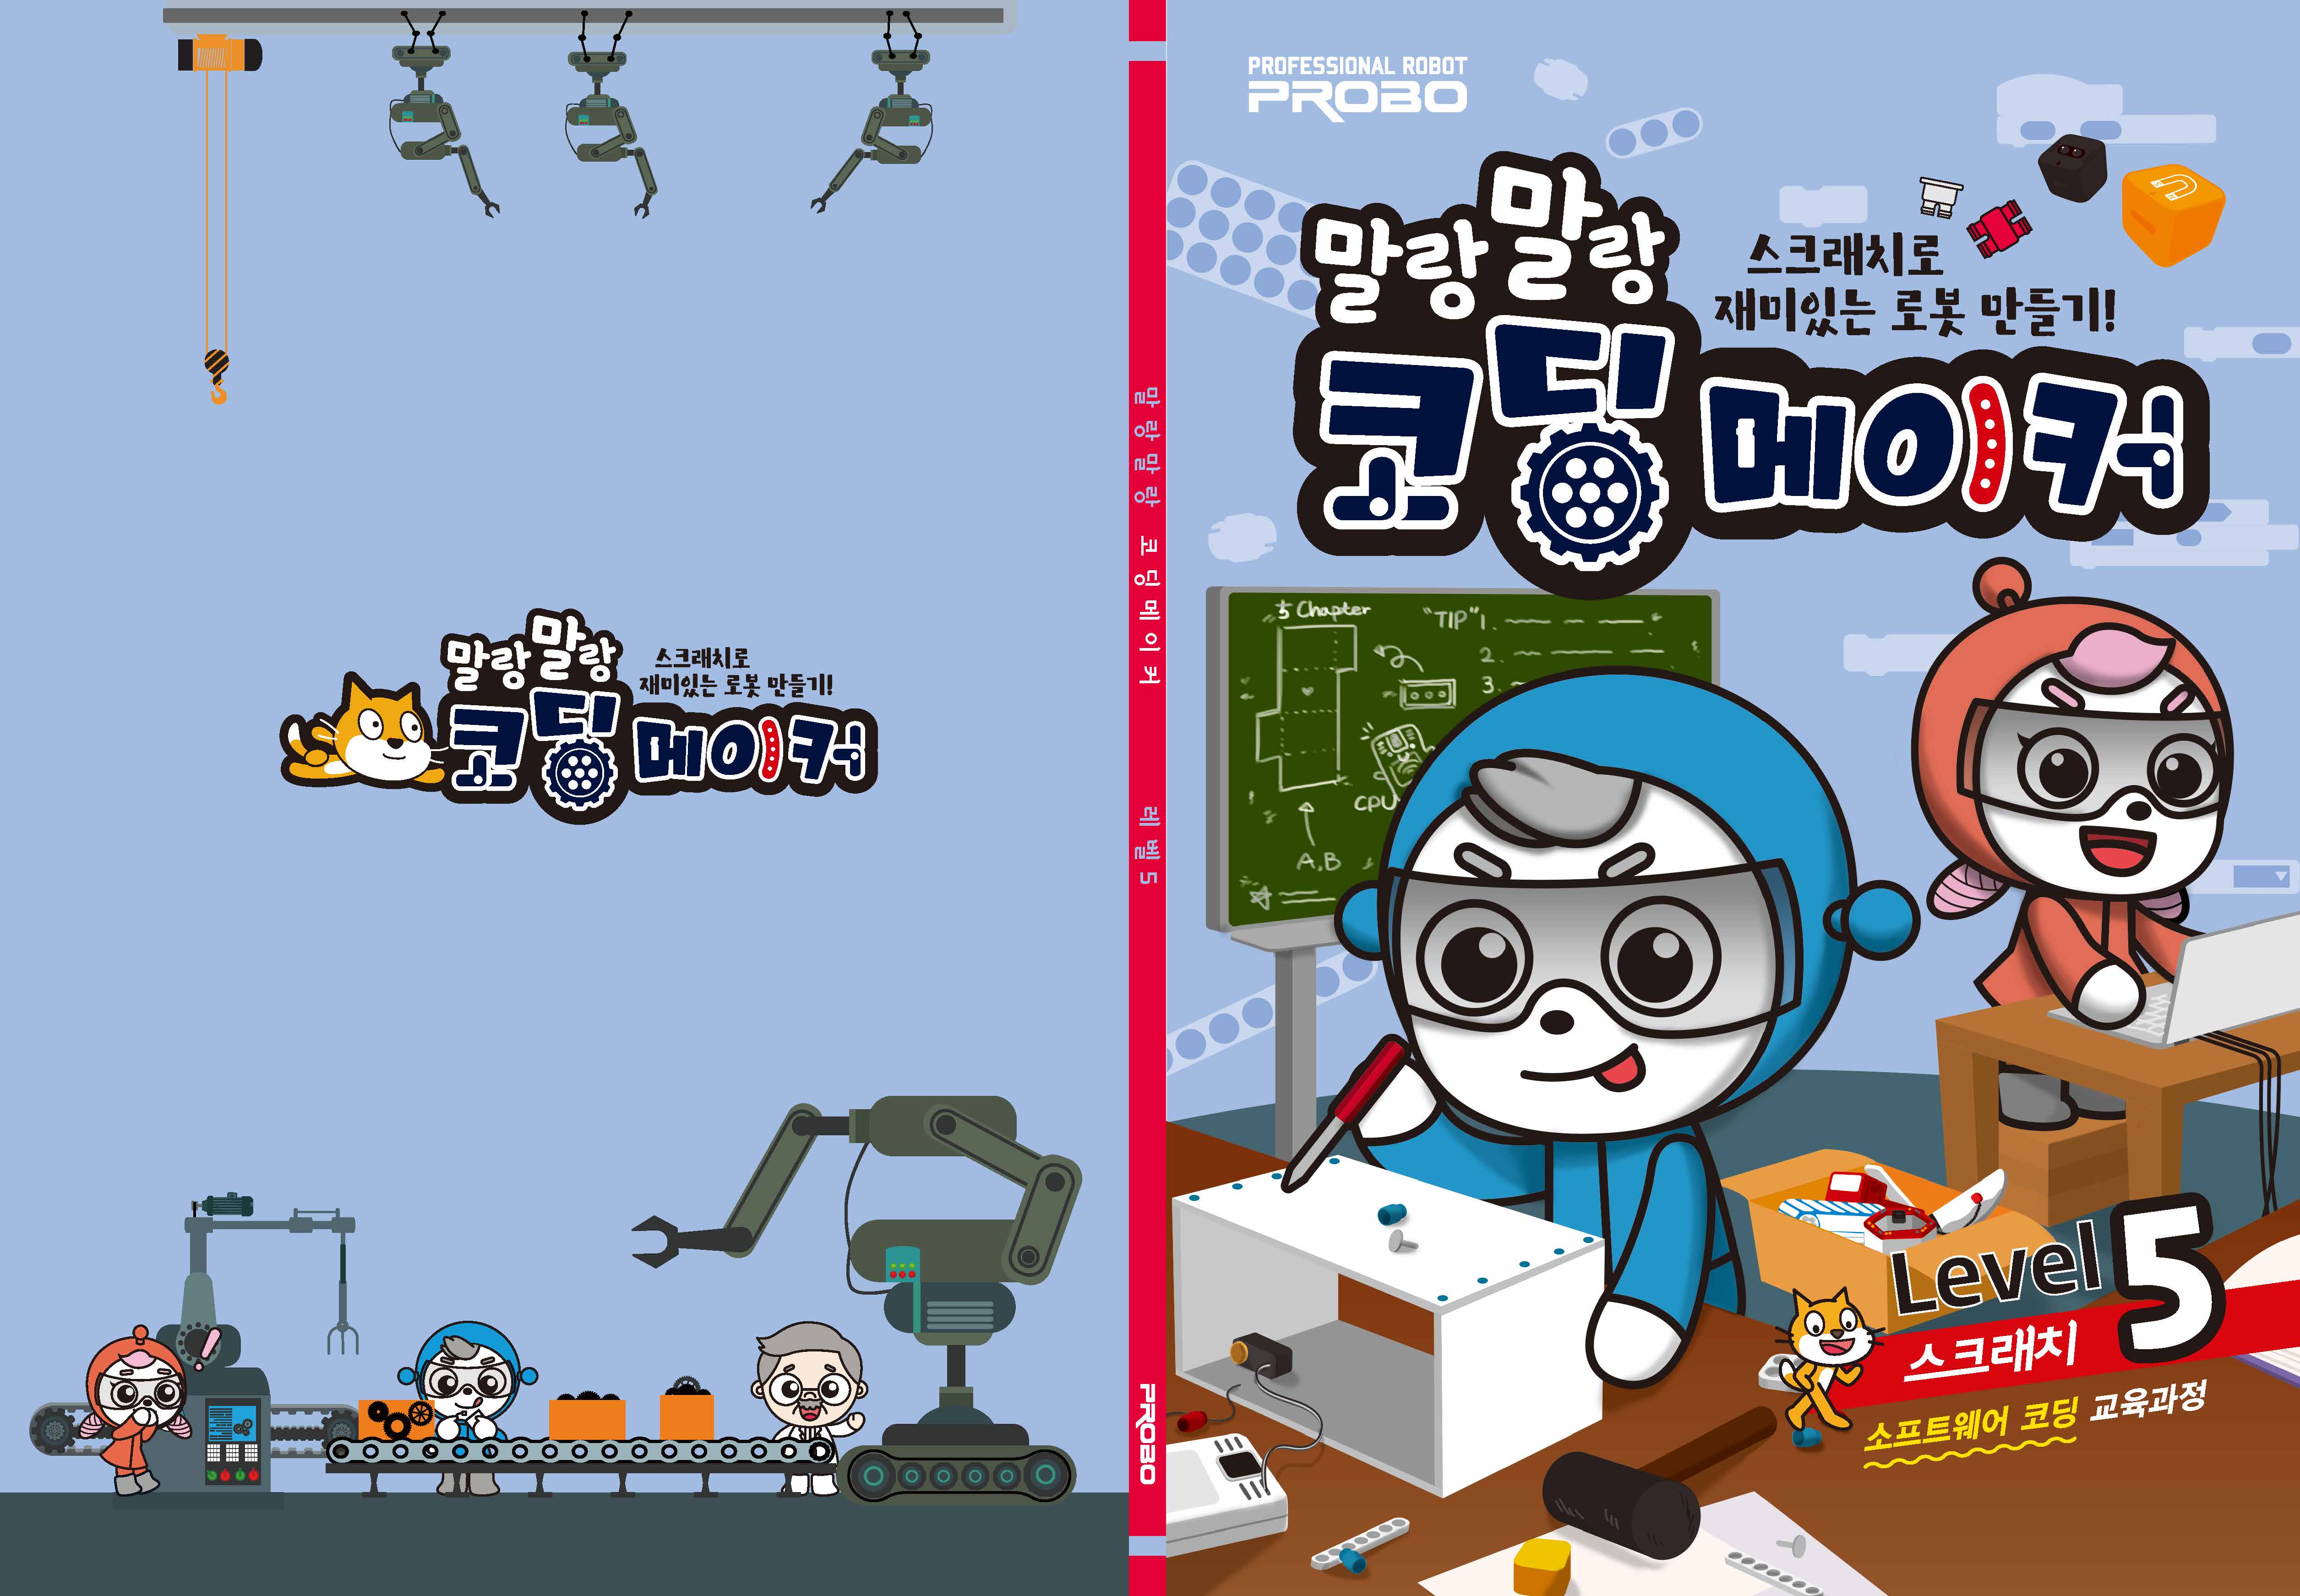 말랑말랑
스크래치로
재미있는 로봇 만들기!
코딩 메이커
말랑말랑 코딩메이커 레벨 5
PROBO
PROFESSIONAL ROBOT
PROBO
말랑말랑
스크래치로
재미있는 로봇 만들기!
코딩 메이커
5 Chapter
"TIP" 1.
2.
3.
CPU
A,B
Level 5
스크래치
소프트웨어 코딩 교육과정